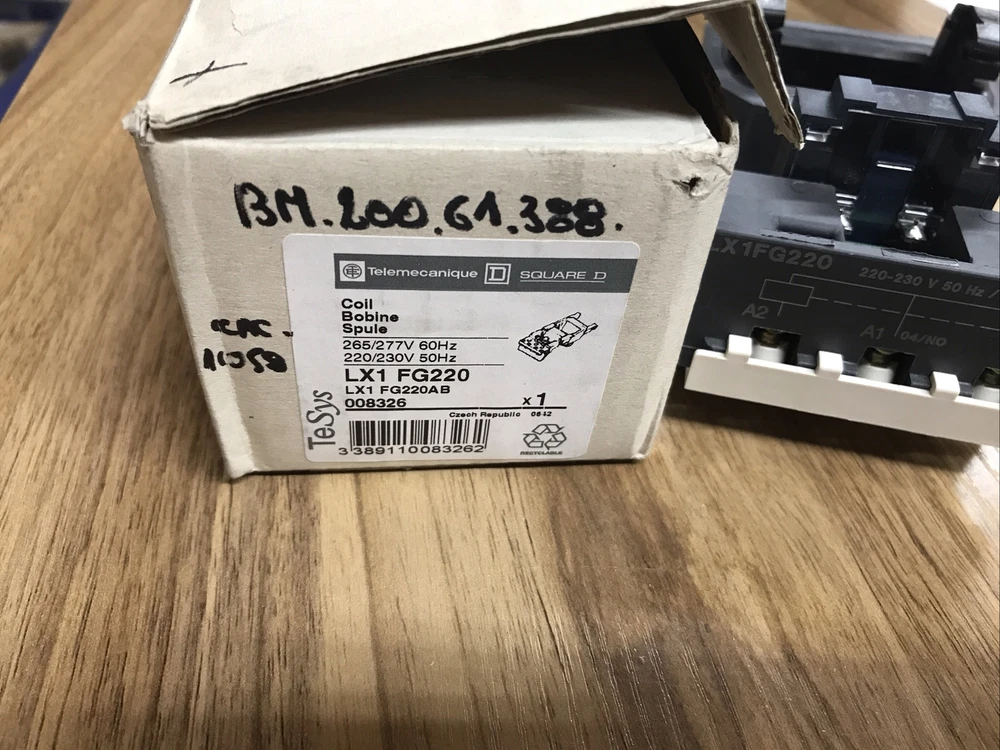 BM.200.61.388.
Telemecanique SQUARE D
Coil
Bobine
Spule
265/277V 60Hz
220/230V 50Hz
LX1 FG220
LX1 FG220AB
008326
x 1
Czech Republic
TeSys
3 389110 083262
RECYCLABLE
LX1FG220
220-230 V 50 Hz /
A2
A1
04/NO